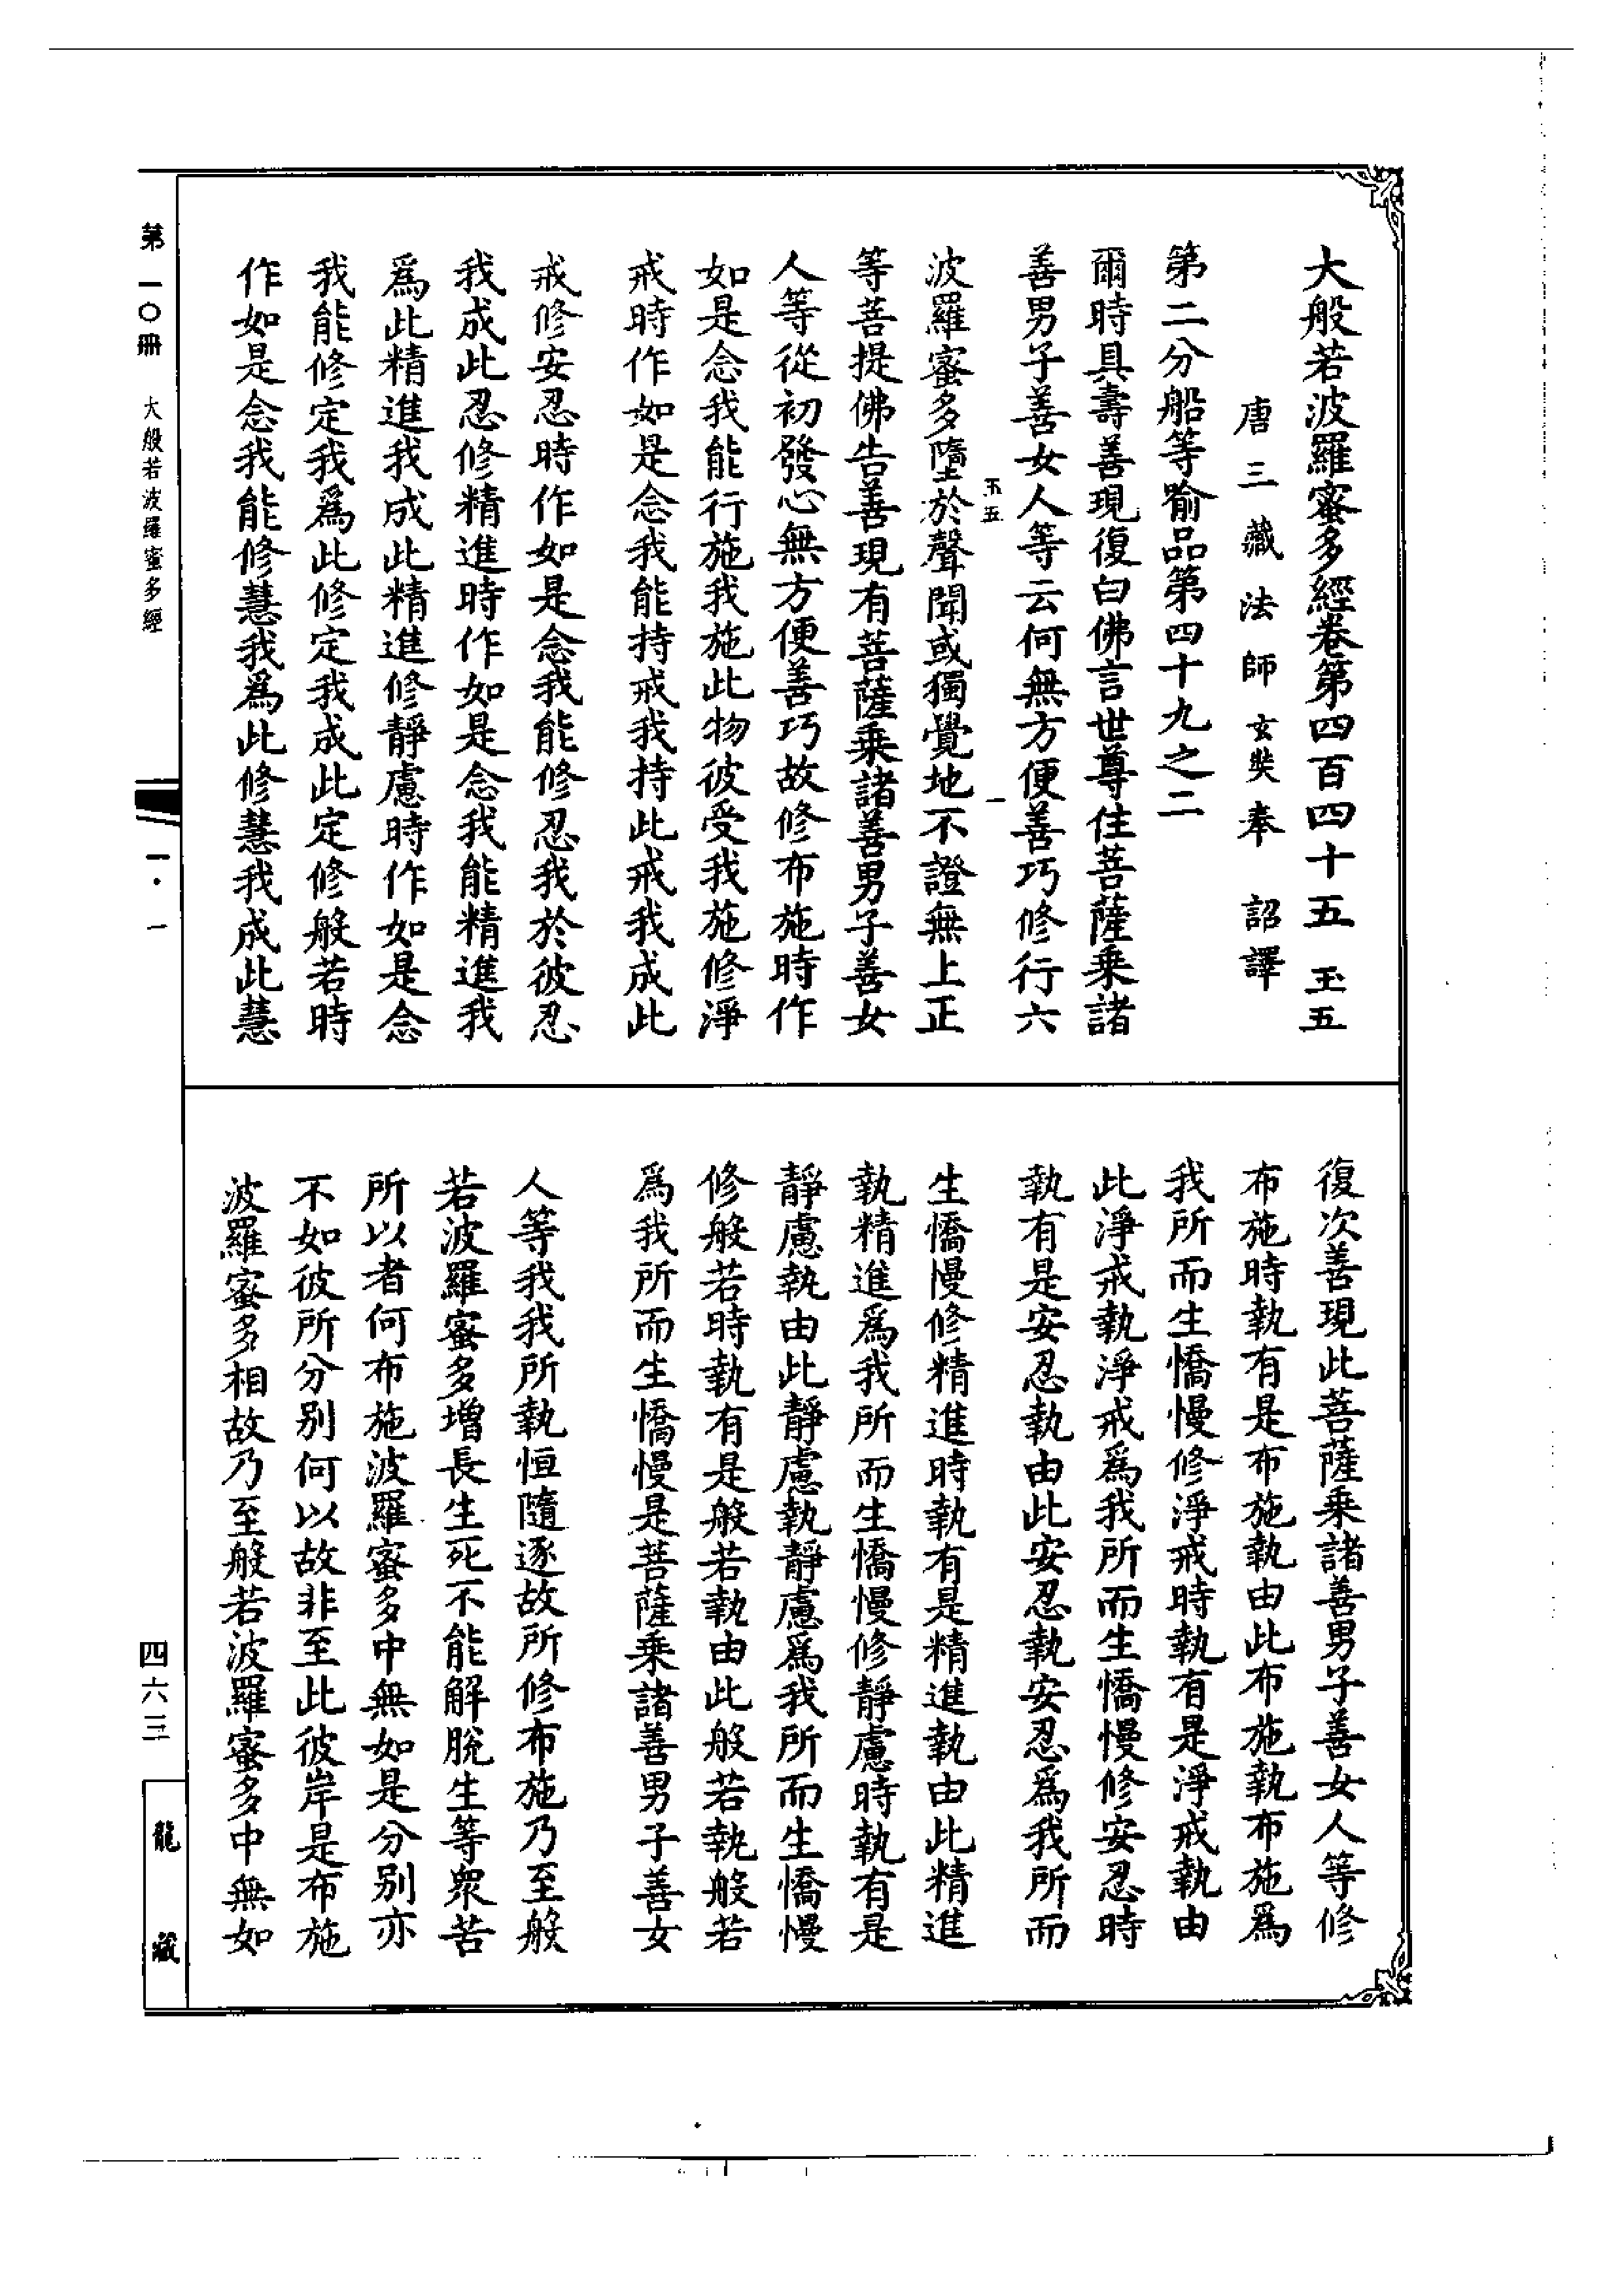 大般若波羅蜜多經卷第四百四十五 玉五
唐三藏法師玄奘奉 詔譯
第二分船等喻品第四十九之二
爾時具壽善現復白佛言世尊住菩薩乘諸
善男子善女人等云何無方便善巧修行六
玉五 一
波羅蜜多墮於聲聞或獨覺地不證無上正
等菩提佛告善現有菩薩乘諸善男子善女
人等從初發心無方便善巧故修布施時作
如是念我能行施我施此物彼受我施修淨
戒時作如是念我能持戒我持此戒我成此
戒修安忍時作如是念我能修忍我於彼忍
我成此忍修精進時作如是念我能精進我
爲此精進我成此精進修靜慮時作如是念
我能修定我爲此修定我成此定修般若時
作如是念我能修慧我爲此修慧我成此慧
復次善現此菩薩乘諸善男子善女人等修
布施時執有是布施執由此布施執布施爲
我所而生憍慢修淨戒時執有是淨戒執由
此淨戒執淨戒爲我所而生憍慢修安忍時
執有是安忍執由此安忍執安忍爲我所而
生憍慢修精進時執有是精進執由此精進
執精進爲我所而生憍慢修靜慮時執有是
靜慮執由此靜慮執靜慮爲我所而生憍慢
修般若時執有是般若執由此般若執般若
爲我所而生憍慢是菩薩乘諸善男子善女
人等我我所執恒隨逐故所修布施乃至般
若波羅蜜多增長生死不能解脫生等衆苦
所以者何布施波羅蜜多中無如是分別亦
不如彼所分別何以故非至此彼岸是布施
波羅蜜多相故乃至般若波羅蜜多中無如
第一〇冊 大般若波羅蜜多經
一·一
四六三
龍藏